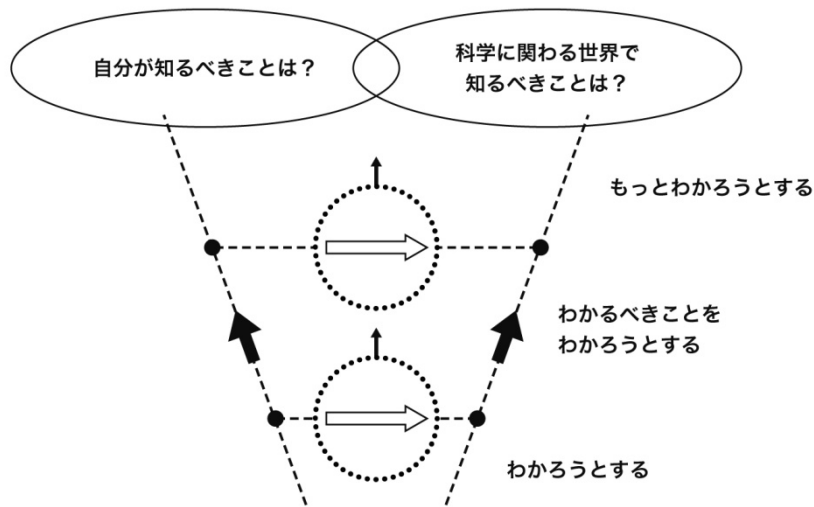 自分が知るべきことは？
科学に関わる世界で
知るべきことは？
もっとわかろうとする
わかるべきことを
わかろうとする
わかろうとする